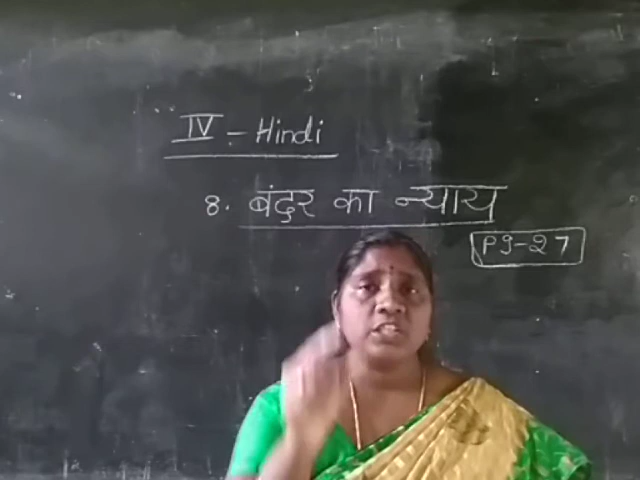 IV - Hindi
8. बंदर का न्याय
Pg-27